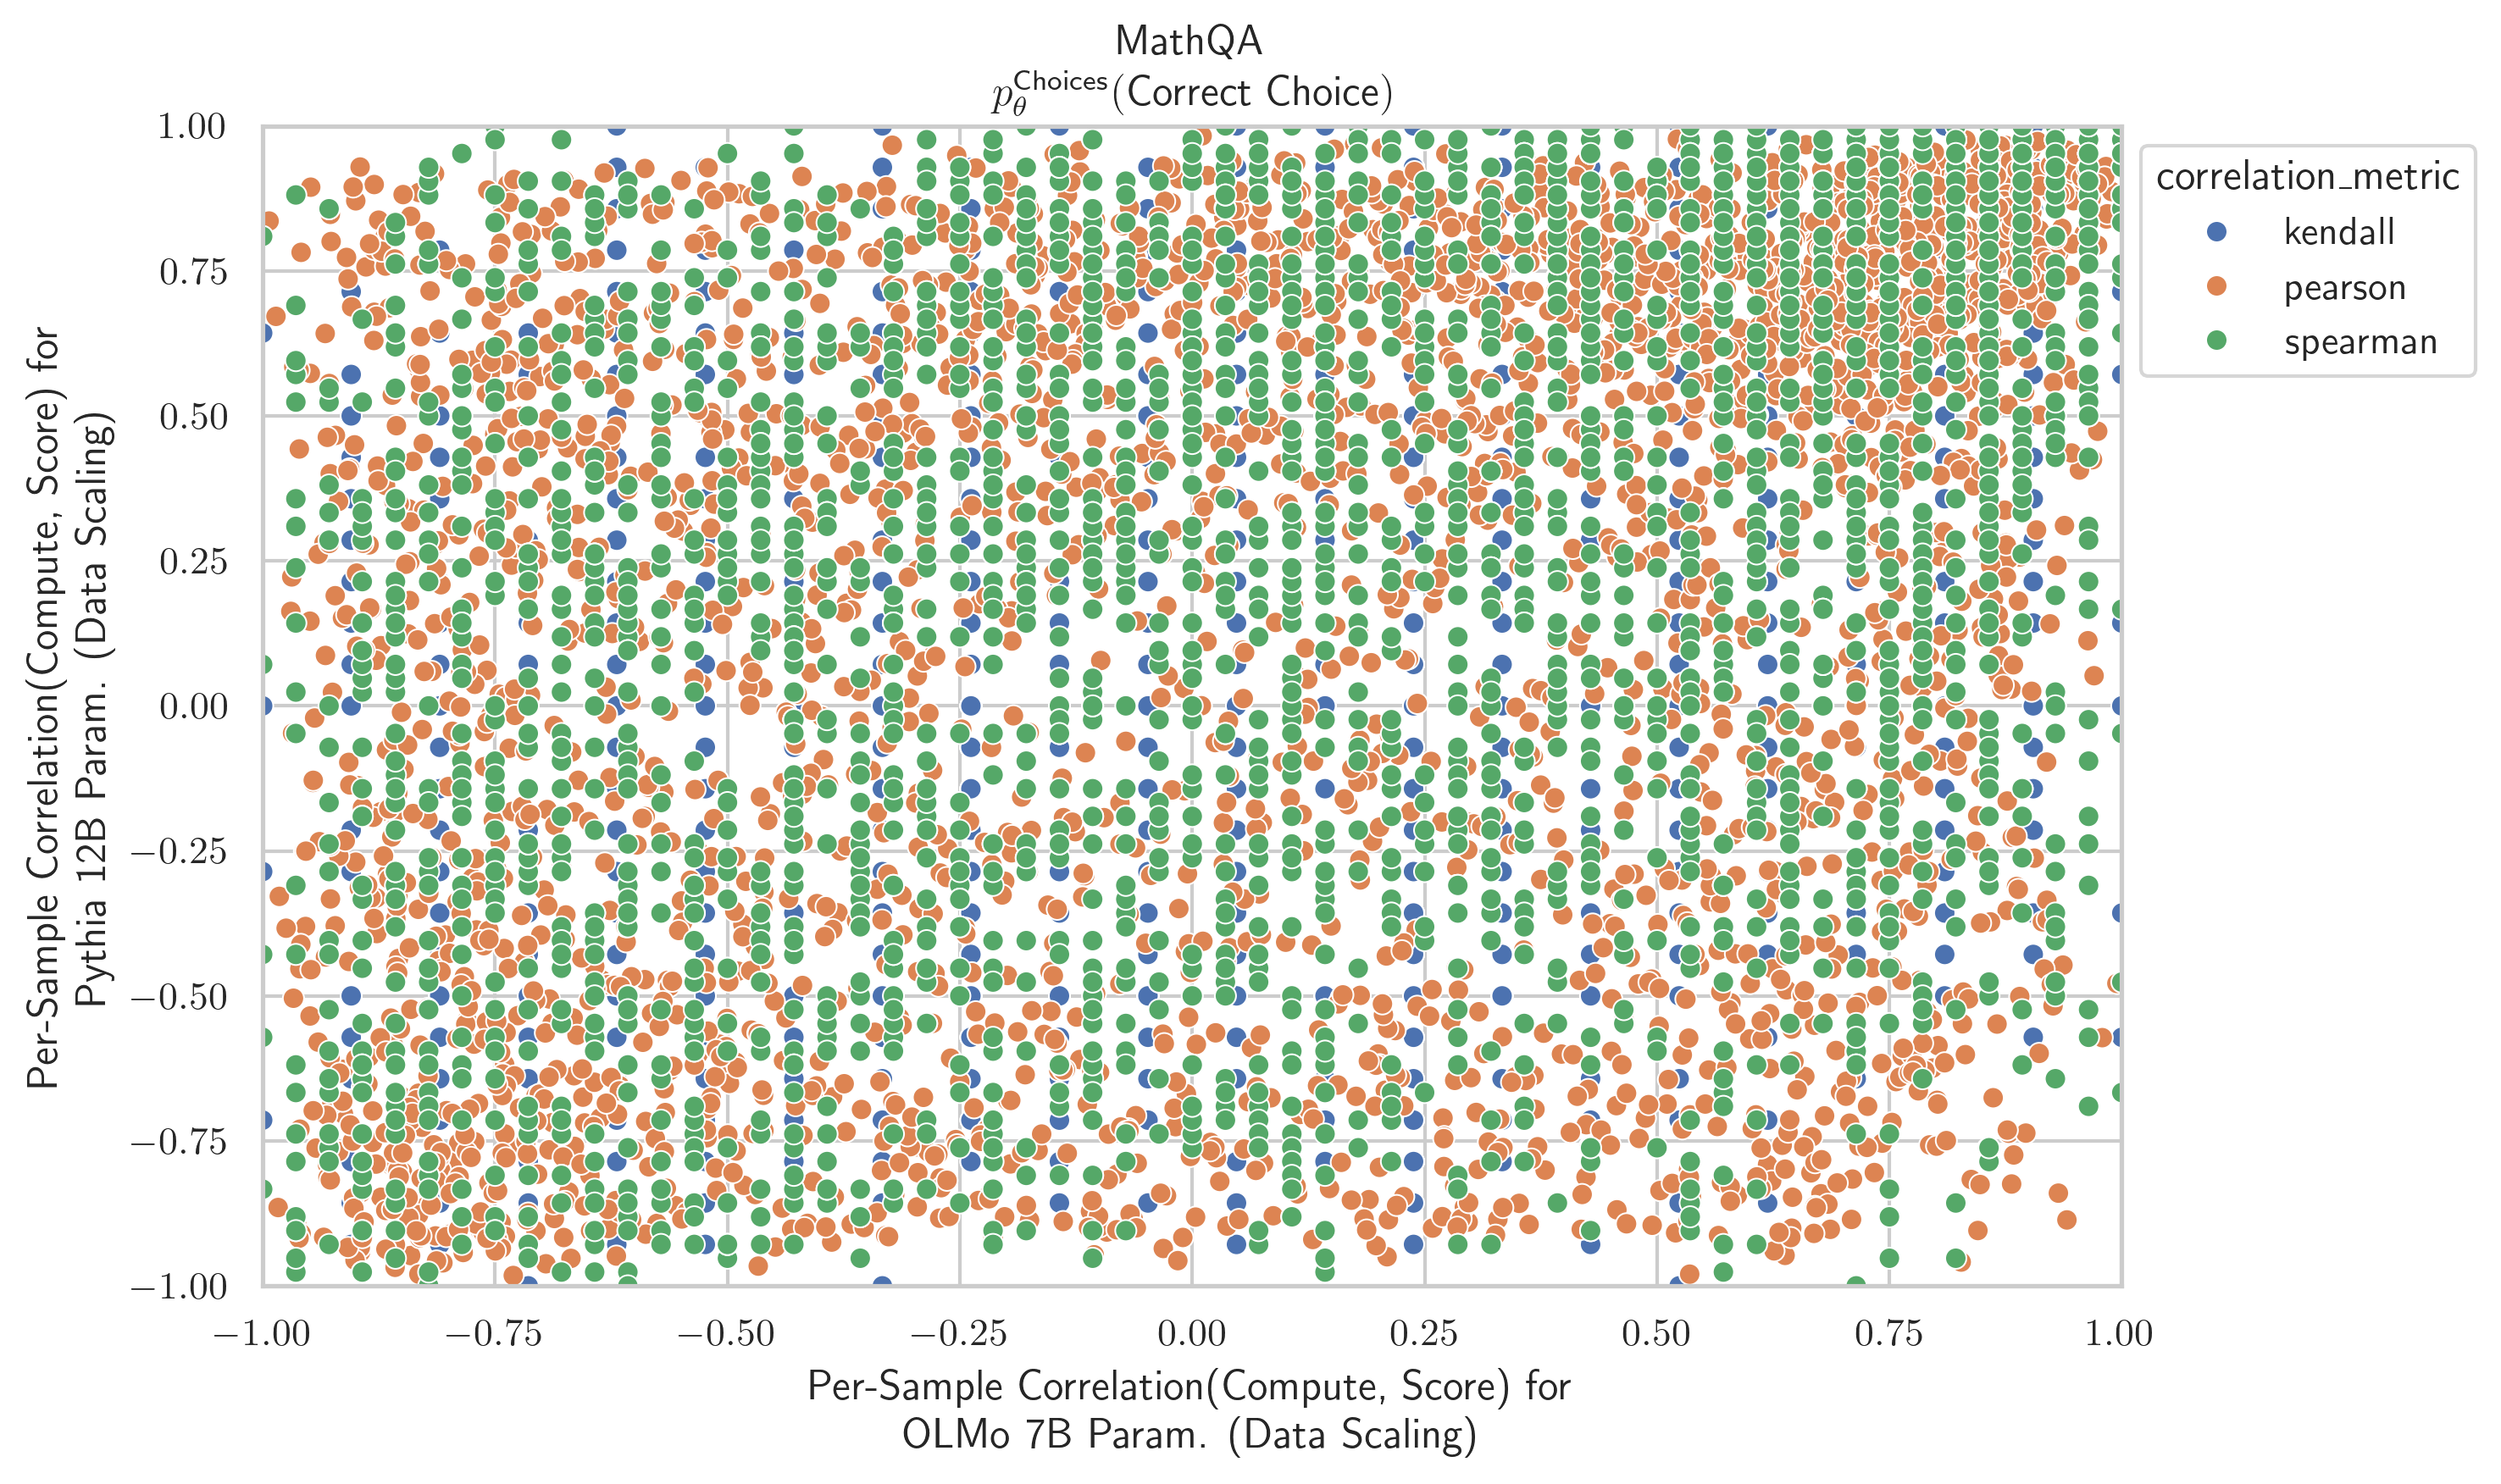 MathQA
p_θ^Choices(Correct Choice)
1.00
0.75
0.50
0.25
0.00
−0.25
−0.50
−0.75
−1.00
Per-Sample Correlation(Compute, Score) for
Pythia 12B Param. (Data Scaling)
−1.00 −0.75 −0.50 −0.25 0.00 0.25 0.50 0.75 1.00
Per-Sample Correlation(Compute, Score) for
OLMo 7B Param. (Data Scaling)
correlation_metric
kendall
pearson
spearman